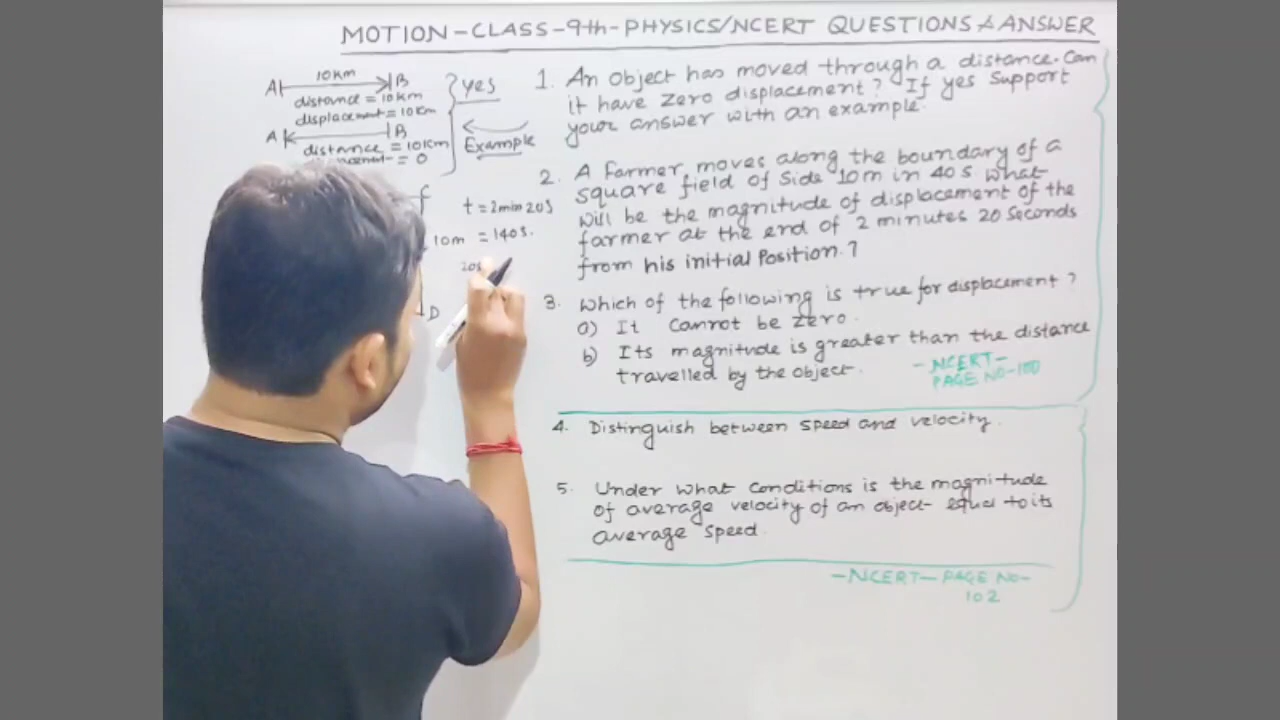 MOTION-CLASS-9th-PHYSICS/NCERT QUESTIONS & ANSWER
10km
A B
distance = 10km
displacement = 10km
A B
distance = 10km
= 0
yes
Example
t = 2min 20s
10m = 140s.
20s
D
1. An Object has moved through a distance. Can
it have zero displacement? If yes support
your answer with an example.
2. A farmer moves along the boundary of a
square field of side 10m in 40s what
will be the magnitude of displacement of the
farmer at the end of 2 minutes 20 Seconds
from his initial Position.?
3. Which of the following is true for displacement?
a) It Cannot be zero.
b) Its magnitude is greater than the distance
travelled by the object.
-NCERT-
PAGE NO-100
4. Distinguish between speed and velocity.
5. Under what Conditions is the magnitude
of average velocity of an object equal to its
average speed.
-NCERT- PAGE NO-
102